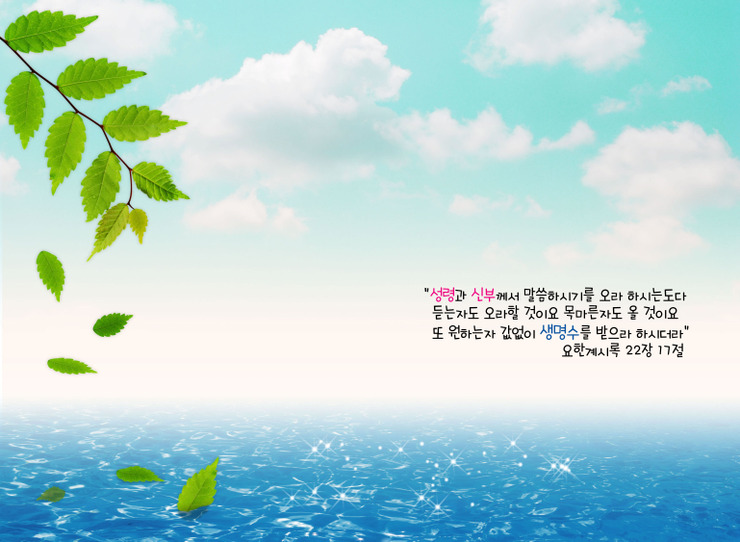 "성령과 신부께서 말씀하시기를 오라 하시는도다
듣는자도 오라할 것이요 목마른자도 올 것이요
또 원하는자 값없이 생명수를 받으라 하시더라"
요한계시록 22장 17절